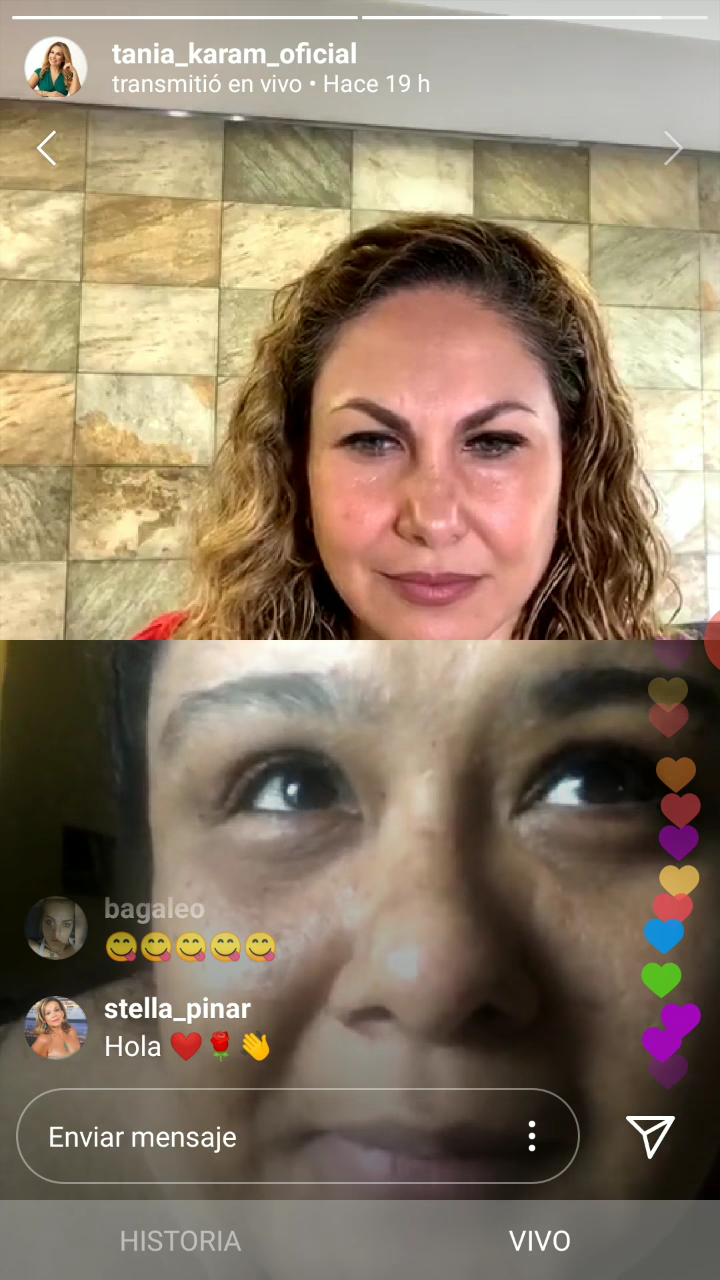 tania_karam_oficial
transmitió en vivo • Hace 19 h
bagaleo
😋😋😋😋😋
stella_pinar
Hola ❤️🌹👋
Enviar mensaje
HISTORIA
VIVO